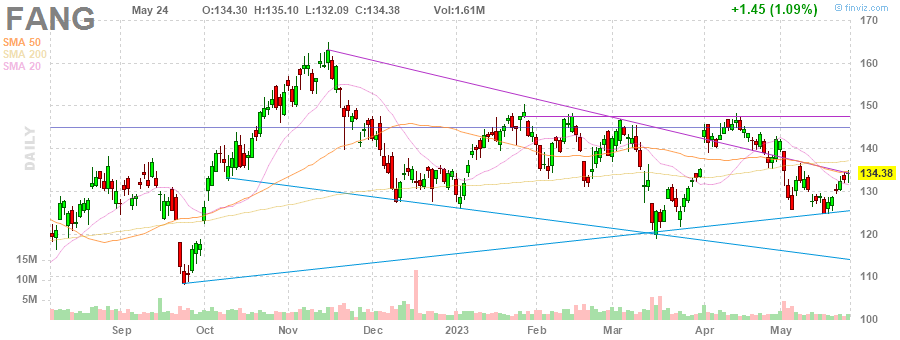 FANG
May 24 O:134.30 H:135.10 L:132.09 C:134.38 Vol:1.61M +1.45 (1.09%) © finviz.com
SMA 50
SMA 200
SMA 20
DAILY
170
160
150
140
134.38
130
120
110
100
15M
10M
5M
Sep Oct Nov Dec 2023 Feb Mar Apr May